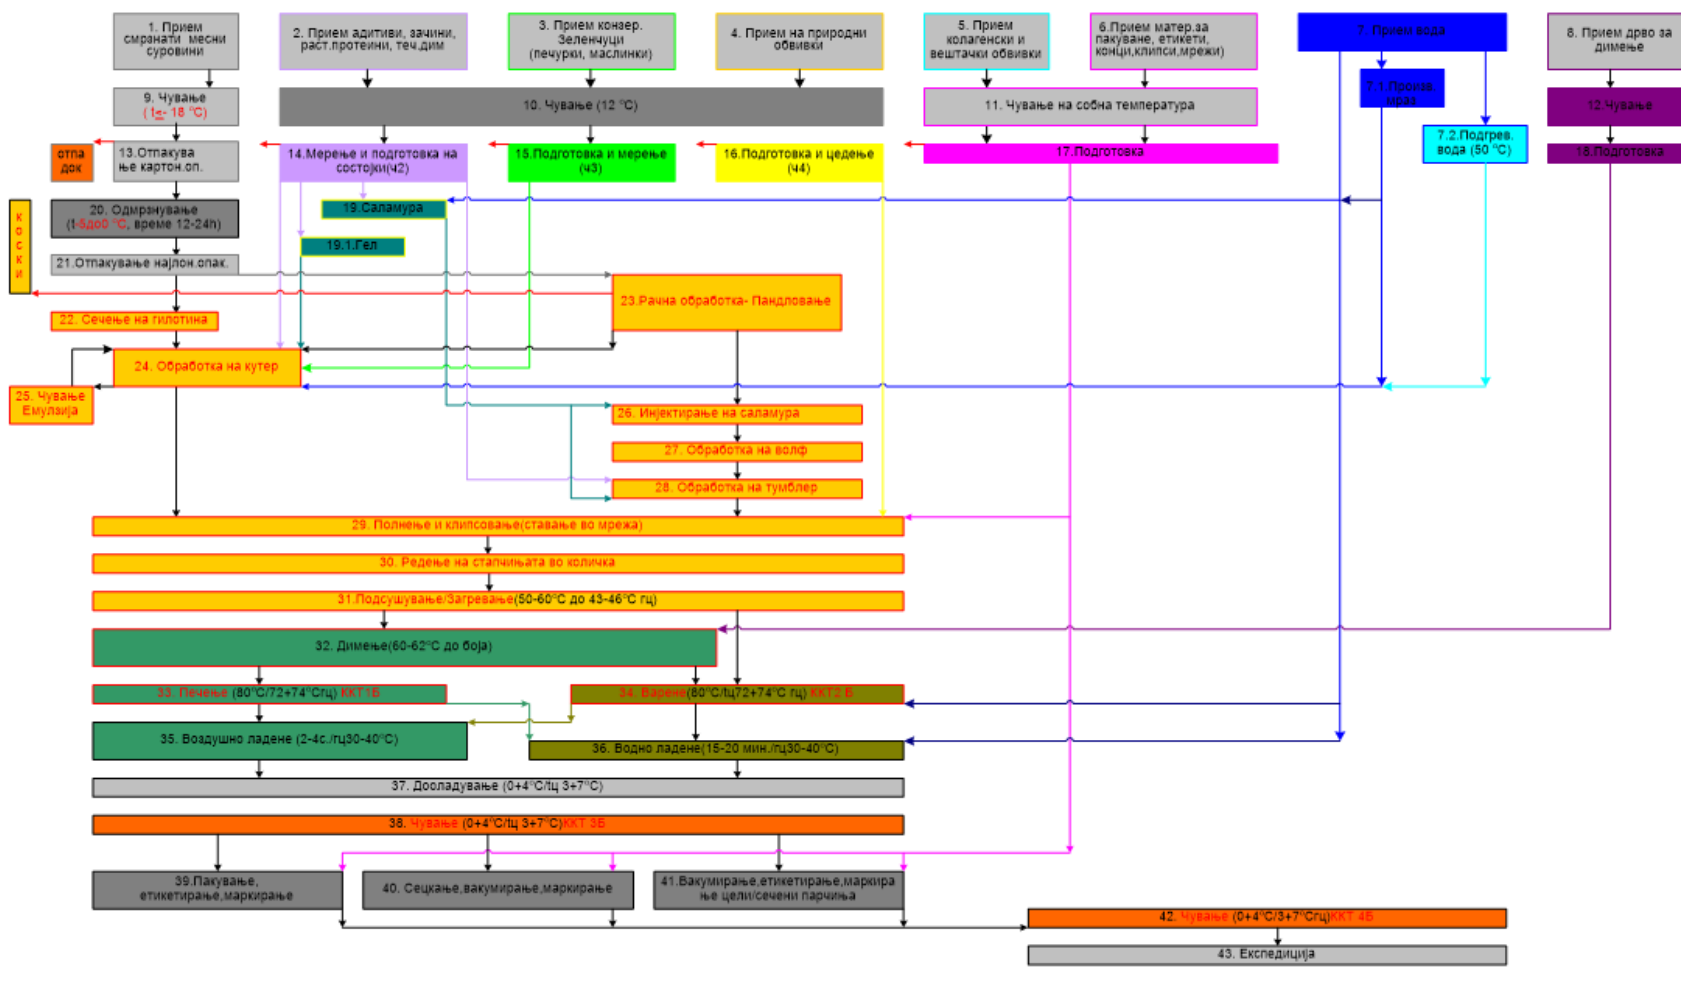 1. Прием
смрзнати месни
суровини
2. Прием адитиви, зачини,
раст.протеини, теч.дим
3. Прием конзер.
Зеленчуци
(печурки, маслинки)
4. Прием на природни
обвивки
5. Прием
колагенски и
вештачки обвивки
6.Прием матер.за
пакување, етикети,
конци,клипси,мрежи)
7. Прием вода
8. Прием дрво за
димење
7.1.Произв.
мраз
9. Чување
( t≤- 18 °C)
10. Чување (12 °C)
11. Чување на собна температура
12.Чување
7.2.Подгрев.
вода (50 °C)
отпа
док
13.Отпакува
ње картон.оп.
14.Мерење и подготовка на
состојки(ч2)
15.Подготовка и мерење
(ч3)
16.Подготовка и цедење
(ч4)
17.Подготовка
18.Подготовка
к
о
с
к
и
20. Одмрзнување
(t-5до0 °C, време 12-24h)
19.Саламура
19.1.Гел
21.Отпакување најлон.опак.
23.Рачна обработка- Пандловање
22. Сечење на гилотина
24. Обработка на кутер
25. Чување
Емулзија
26. Инјектирање на саламура
27. Обработка на волф
28. Обработка на тумблер
29. Полнење и клипсовање(ставање во мрежа)
30. Редење на стапчињата во количка
31.Подсушување/Загревање(50-60°C до 43-46°C гц)
32. Димење(60-62°C до боја)
33. Печење (80°C/72+74°Cгц) ККТ1Б
34. Варене(80°C/tц72+74°C гц) ККТ2 Б
35. Воздушно ладене (2-4с./гц30-40°C)
36. Водно ладене(15-20 мин./гц30-40°C)
37. Дооладување (0+4°C/tц 3+7°C)
38. Чување (0+4°C/tц 3+7°C)ККТ 3Б
39.Пакување,
етикетирање,маркирање
40. Сецкање,вакумирање,маркирање
41.Вакумирање,етикетирање,маркира
ње цели/сечени парчиња
42. Чување (0+4°C/3+7°Cгц)ККТ 4Б
43. Експедиција